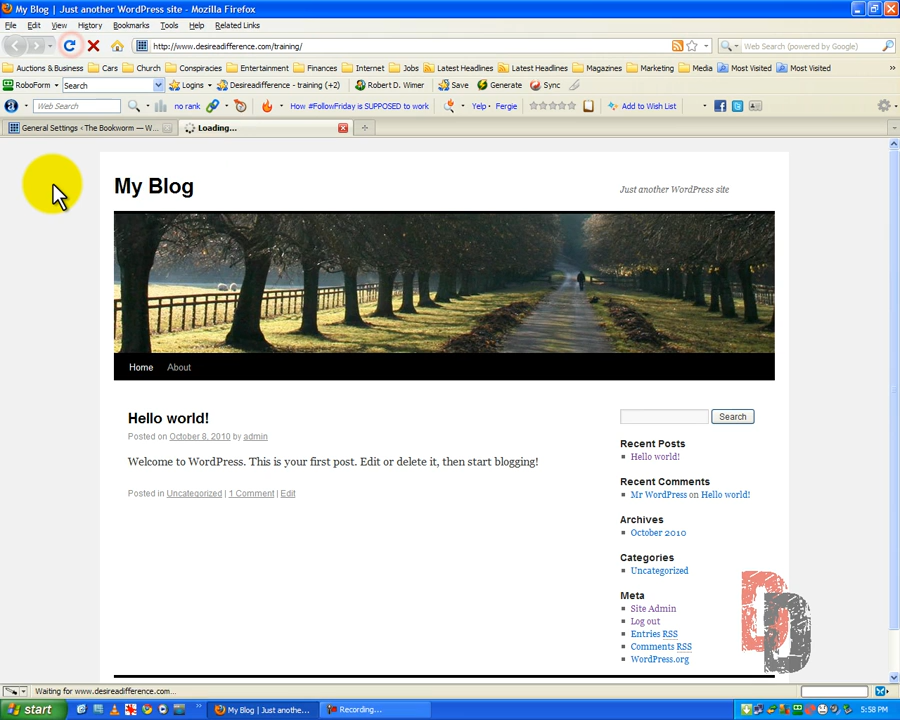 My Blog | Just another WordPress site - Mozilla Firefox
File Edit View History Bookmarks Tools Help Related Links
http://www.desireadifference.com/training/ Web Search (powered by Google)
Auctions & Business Cars Church Conspiracies Entertainment Finances Internet Jobs Latest Headlines Latest Headlines Magazines Marketing Media Most Visited Most Visited
RoboForm Search Logins Desireadifference - training (+2) Robert D. Wimer Save Generate Sync
a Web Search no rank How #FollowFriday is SUPPOSED to work Yelp Fergie Add to Wish List
General Settings ‹ The Bookworm — W... Loading...
My Blog
Just another WordPress site
Home About
Hello world!
Posted on October 8, 2010 by admin
Welcome to WordPress. This is your first post. Edit or delete it, then start blogging!
Posted in Uncategorized | 1 Comment | Edit
Search
Recent Posts
Hello world!
Recent Comments
Mr WordPress on Hello world!
Archives
October 2010
Categories
Uncategorized
Meta
Site Admin
Log out
Entries RSS
Comments RSS
WordPress.org
DD
Waiting for www.desireadifference.com...
start My Blog | Just anothe... Recording... 5:58 PM